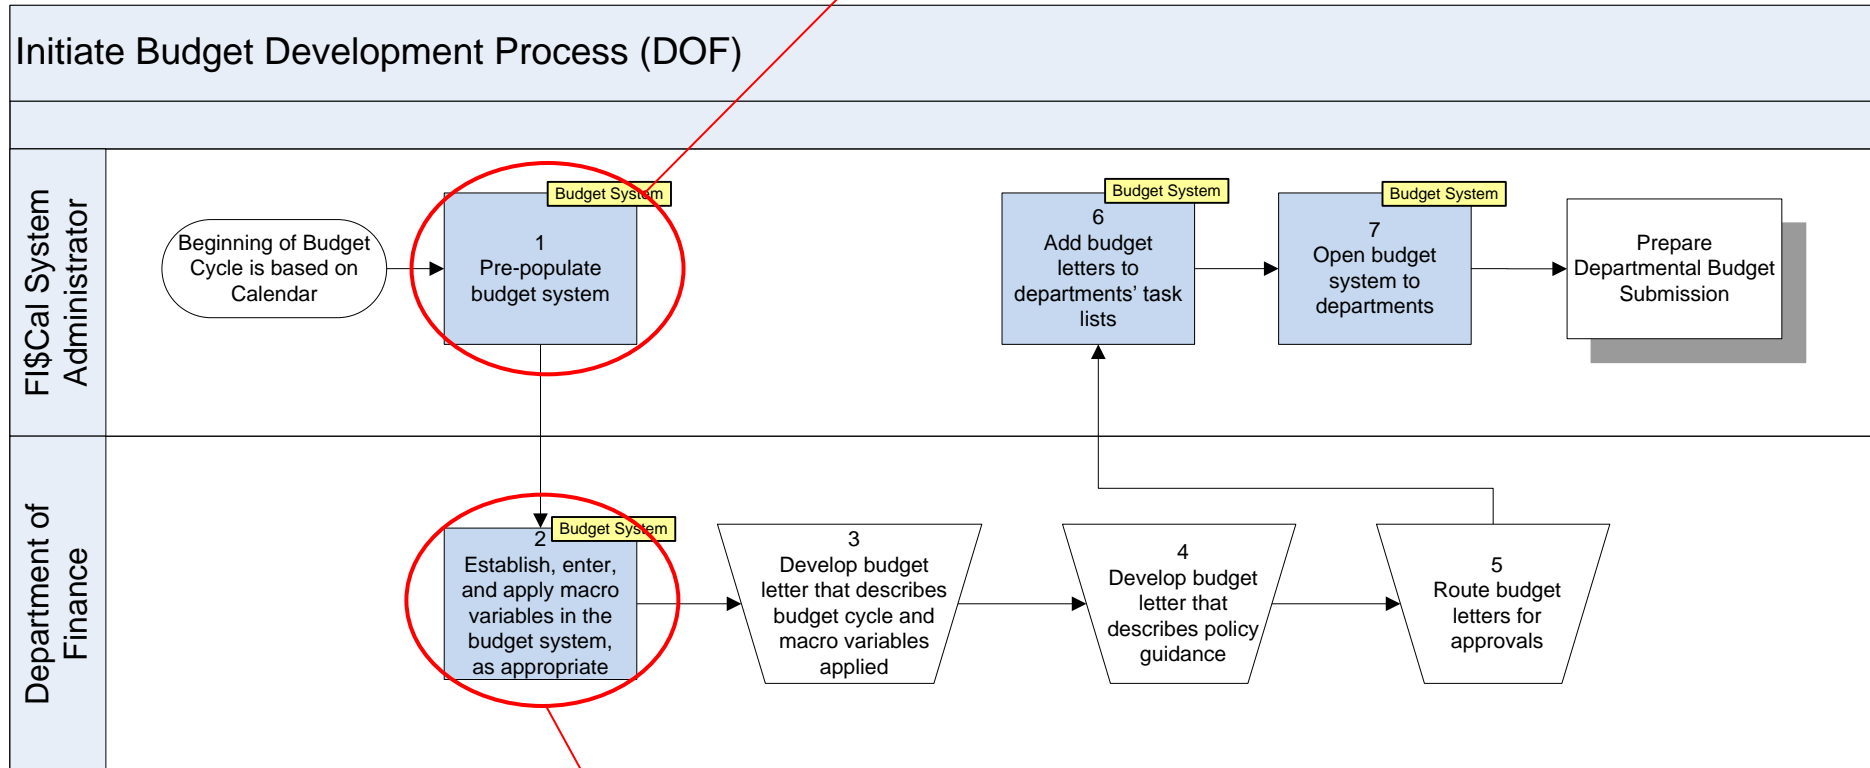 Initiate Budget Development Process (DOF)
FI$Cal System
Administrator
Beginning of Budget
Cycle is based on
Calendar
Budget System
1
Pre-populate
budget system
Budget System
6
Add budget
letters to
departments’ task
lists
Budget System
7
Open budget
system to
departments
Prepare
Departmental Budget
Submission
Department of
Finance
Budget System
2
Establish, enter,
and apply macro
variables in the
budget system,
as appropriate
3
Develop budget
letter that describes
budget cycle and
macro variables
applied
4
Develop budget
letter that
describes policy
guidance
5
Route budget
letters for
approvals